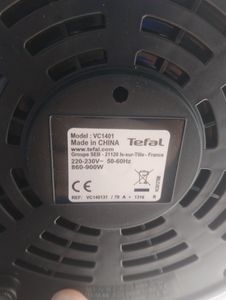 Model : VC1401
Made in CHINA
www.tefal.com
Tefal
Groupe SEB - 21120 Is-sur-Tille - France
220-230V~ 50-60Hz
860-900W
CE
REF: VC140131 / 78 A - 1316 R